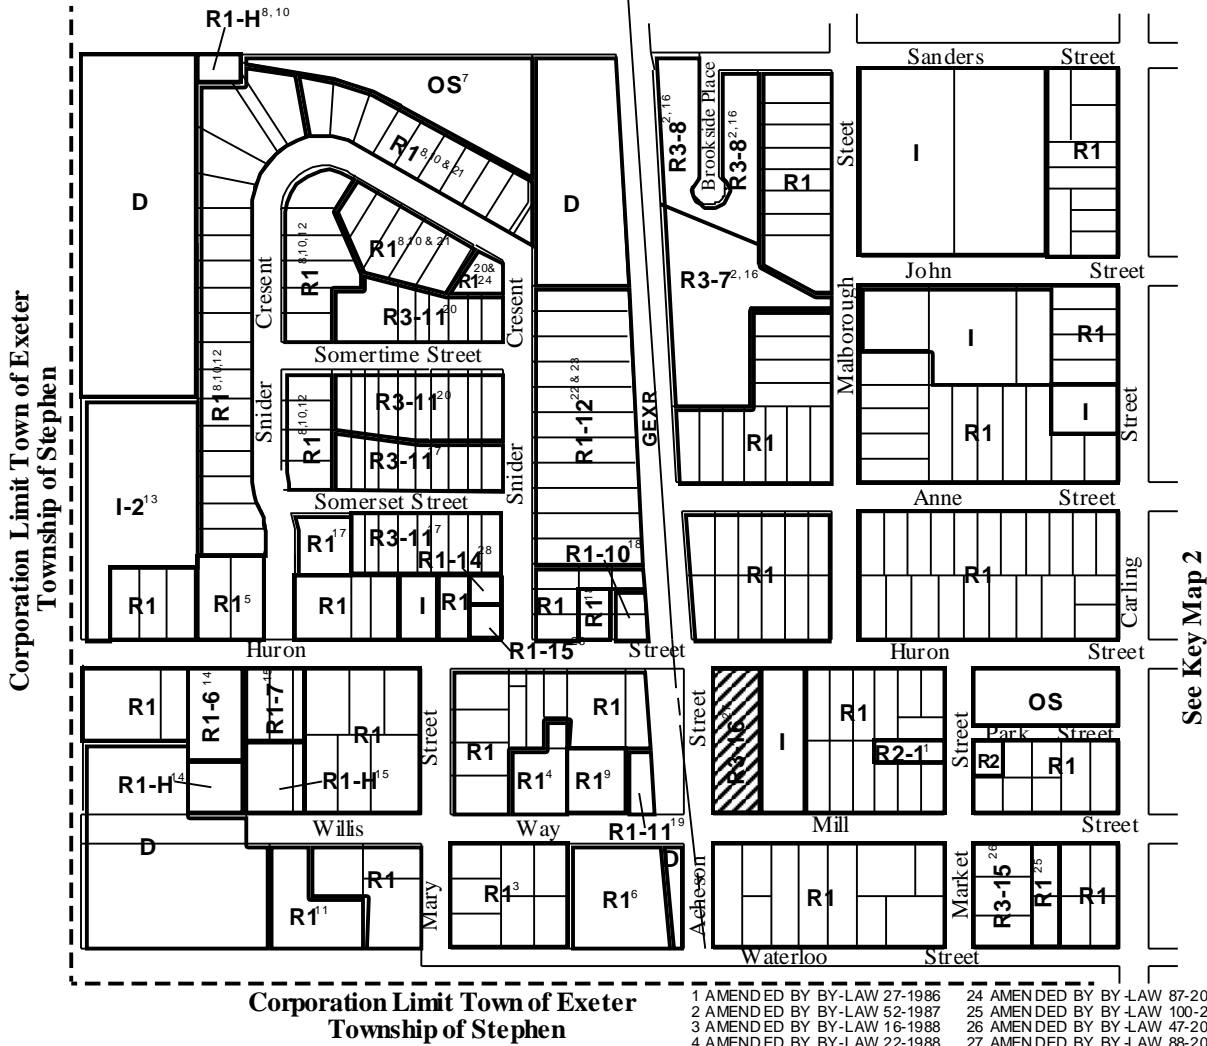 R1-H8, 10
Sanders Street
OS7
Brookside Place
R3-8 2, 16
R3-8 2, 16
R1
Steet
I
R1
D
R1 8,10 & 21
D
R1 8,10,12
R1 8,10 & 21
R1 20& 24
R3-7 2, 16
John Street
Cresent
Cresent
R3-11 20
Somertime Street
Malborough
I
R1
R1 8,10,12
R1 8,10,12
R3-11 20
R1-12 22 & 23
GEXR
I
Street
Snider
R3-11 17
Snider
R1
R1
Somerset Street
Anne Street
I-2 13
R1 17
R3-11 17
R1-14 28
R1-10 18
R1
R1
Carling
R1
R1 5
R1
I
R1
R1
R1
R1-15
Huron Street
Huron Street
Corporation Limit Town of Exeter
Township of Stephen
See Key Map 2
R1
R1-6 14
R1-7 15
R1
Street
R1
R1
Street
R3-16 27
I
R1
Street
OS
Park Street
R2-1 1
R2
R1
R1-H 14
R1-H 15
R1 4
R1 9
R1-11 19
Willis Way
Mill Street
D
R1
R1 11
Mary
R1 3
R1 6
D
Acheson
R1
Market
R3-15 26
R1 25
R1
Waterloo Street
Corporation Limit Town of Exeter
Township of Stephen
1 AMENDED BY BY-LAW 27-1986
2 AMENDED BY BY-LAW 52-1987
3 AMENDED BY BY-LAW 16-1988
4 AMENDED BY BY-LAW 22-1988
24 AMENDED BY BY-LAW 87-20
25 AMENDED BY BY-LAW 100-2
26 AMENDED BY BY-LAW 47-20
27 AMENDED BY BY-LAW 88-20